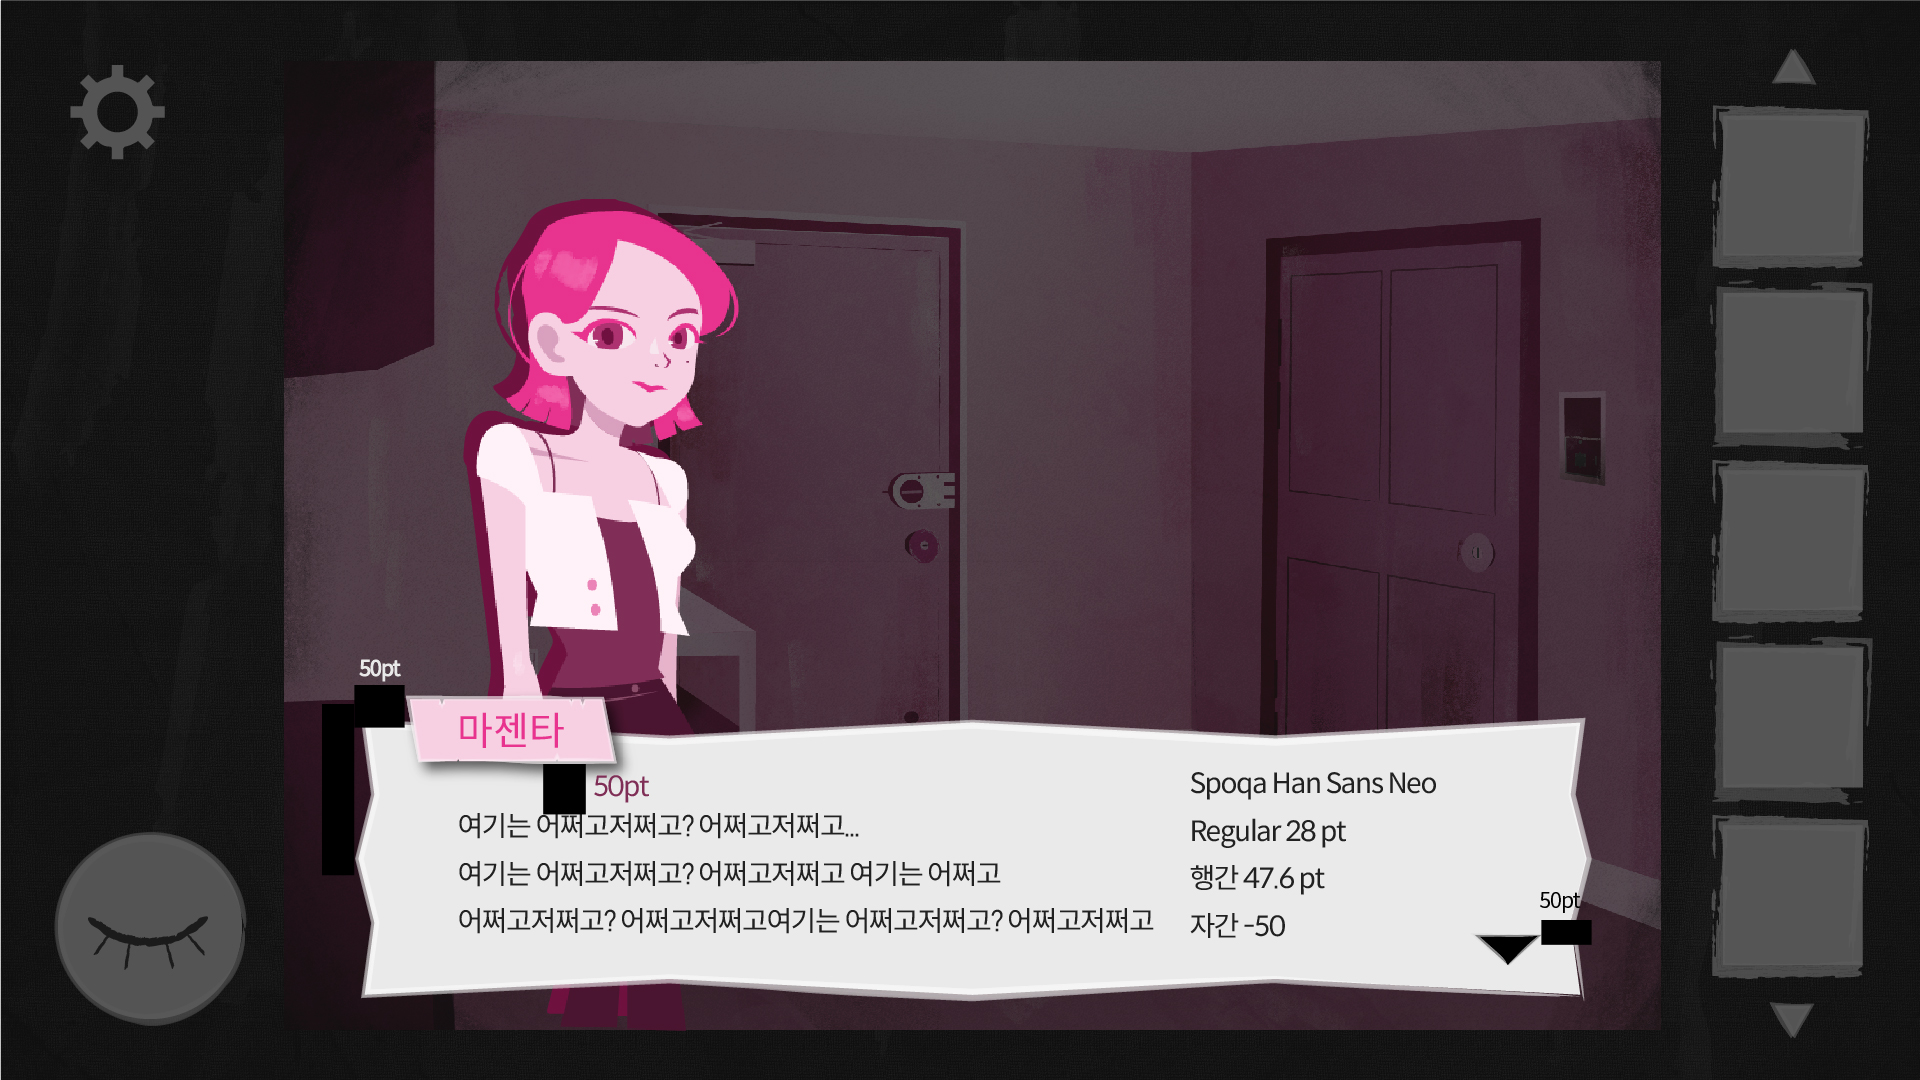 50pt
마젠타
50pt
여기는 어쩌고저쩌고? 어쩌고저쩌고...
여기는 어쩌고저쩌고? 어쩌고저쩌고 여기는 어쩌고
어쩌고저쩌고? 어쩌고저쩌고여기는 어쩌고저쩌고? 어쩌고저쩌고
Spoqa Han Sans Neo
Regular 28 pt
행간 47.6 pt
자간 -50
50pt